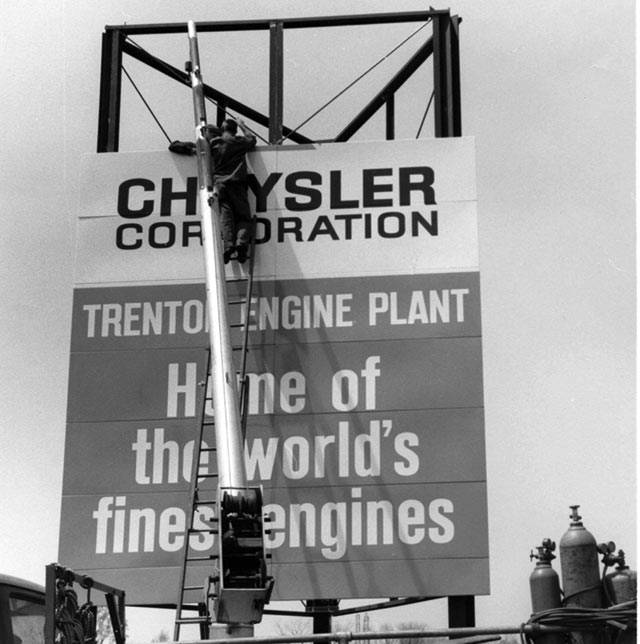 CHRYSLER
CORPORATION
TRENTON ENGINE PLANT
Home of
the world's
finest engines